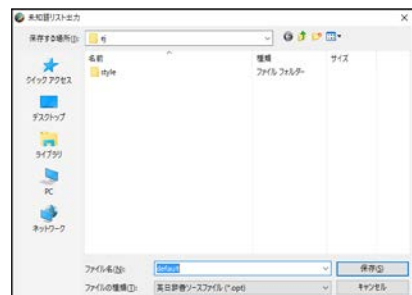 未知語リスト出力
保存する場所(I): ej
名前 種類 サイズ
style ファイル フォルダー
クイック アクセス
デスクトップ
ライブラリ
PC
ネットワーク
ファイル名(N): default 保存(S)
ファイルの種類(T): 英日辞書ソースファイル (*.opt) キャンセル